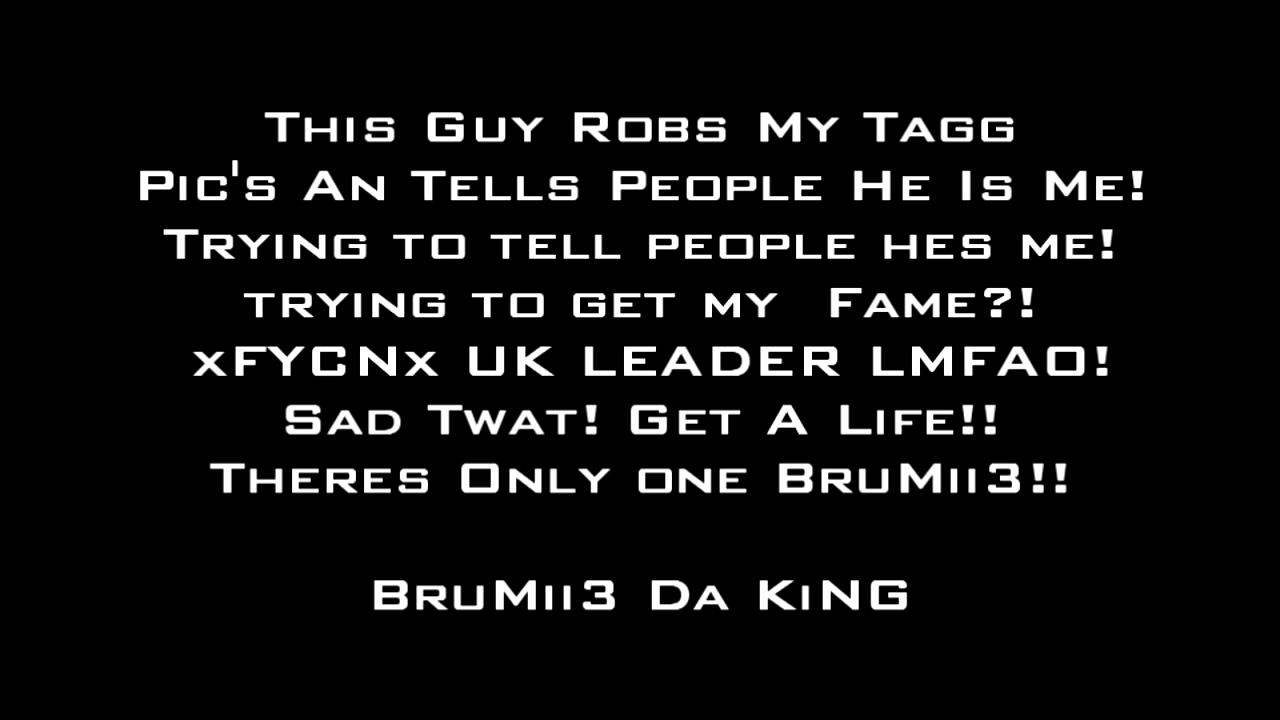 This Guy Robs My Tagg
Pic's An Tells People He Is Me!
Trying to tell people hes me!
trying to get my Fame?!
xFYCNx UK LEADER LMFAO!
Sad Twat! Get A Life!!
Theres Only one BruMii3!!
BruMii3 Da KiNG